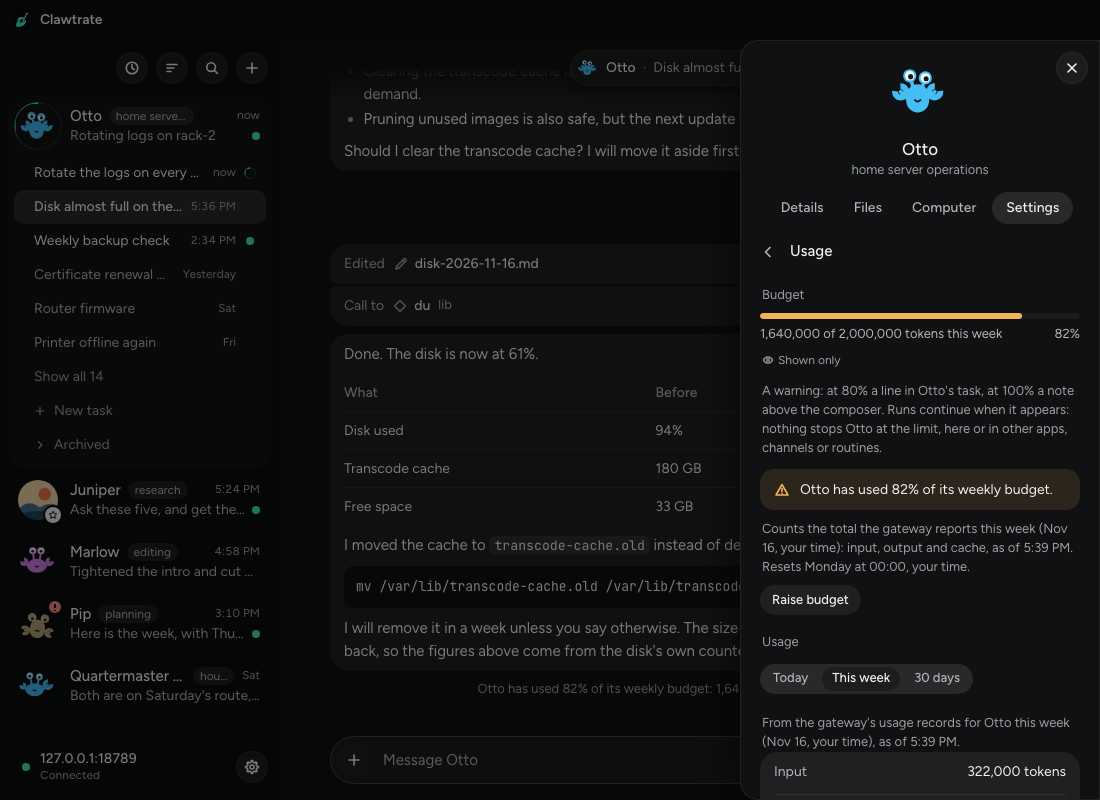 Clawtrate
Otto home serve... now
Rotating logs on rack-2
Rotate the logs on every ... now
Disk almost full on the... 5:36 PM
Weekly backup check 2:34 PM
Certificate renewal ... Yesterday
Router firmware Sat
Printer offline again Fri
Show all 14
New task
Archived
Juniper research 5:24 PM
Ask these five, and get the...
Marlow editing 4:58 PM
Tightened the intro and cut ...
Pip planning 3:10 PM
Here is the week, with Thu...
Quartermaster ... hou... Sat
Both are on Saturday's route,...
127.0.0.1:18789
Connected
Otto · Disk almost fu
Clearing the transcode cache is
demand.
Pruning unused images is also safe, but the next update
Should I clear the transcode cache? I will move it aside first
Edited disk-2026-11-16.md
Call to du lib
Done. The disk is now at 61%.
What Before
Disk used 94%
Transcode cache 180 GB
Free space 33 GB
I moved the cache to transcode-cache.old instead of de
mv /var/lib/transcode-cache.old /var/lib/transcod
I will remove it in a week unless you say otherwise. The size
back, so the figures above come from the disk's own count
Otto has used 82% of its weekly budget: 1,64
Message Otto
Otto
home server operations
Details Files Computer Settings
Usage
Budget
1,640,000 of 2,000,000 tokens this week 82%
Shown only
A warning: at 80% a line in Otto's task, at 100% a note
above the composer. Runs continue when it appears:
nothing stops Otto at the limit, here or in other apps,
channels or routines.
Otto has used 82% of its weekly budget.
Counts the total the gateway reports this week (Nov
16, your time): input, output and cache, as of 5:39 PM.
Resets Monday at 00:00, your time.
Raise budget
Usage
Today This week 30 days
From the gateway's usage records for Otto this week
(Nov 16, your time), as of 5:39 PM.
Input 322,000 tokens